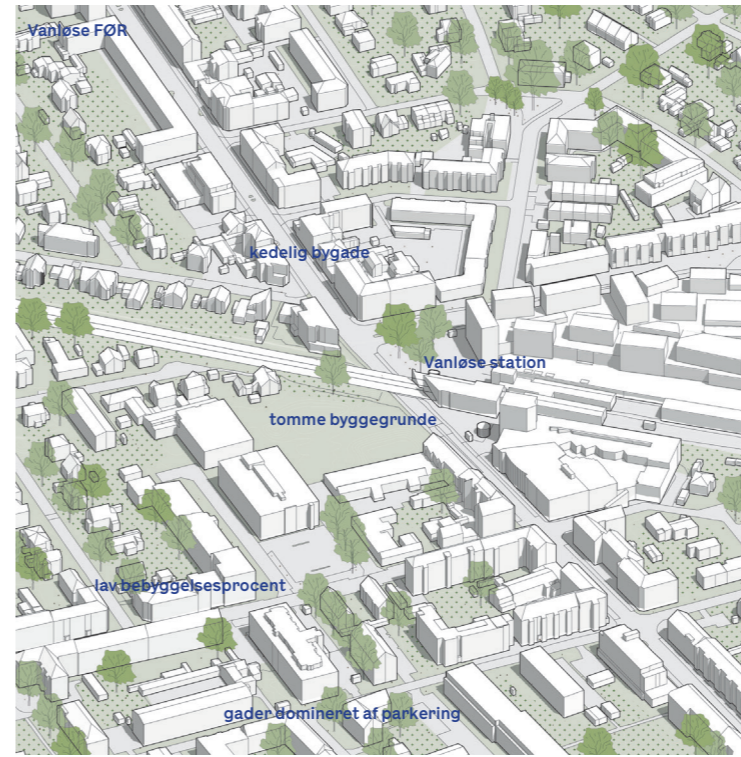 Vanløse FØR
kedelig bygade
Vanløse station
tomme byggegrunde
lav bebyggelsesprocent
gader domineret af parkering